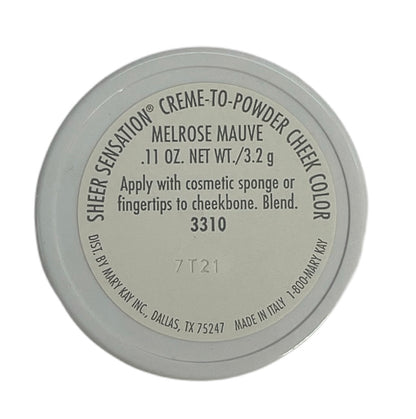 SHEER SENSATION® CREME-TO-POWDER CHEEK COLOR
MELROSE MAUVE
.11 OZ. NET WT./3.2 g
Apply with cosmetic sponge or
fingertips to cheekbone. Blend.
3310
7T21
DIST. BY MARY KAY INC., DALLAS, TX 75247 MADE IN ITALY 1-800-MARY KAY